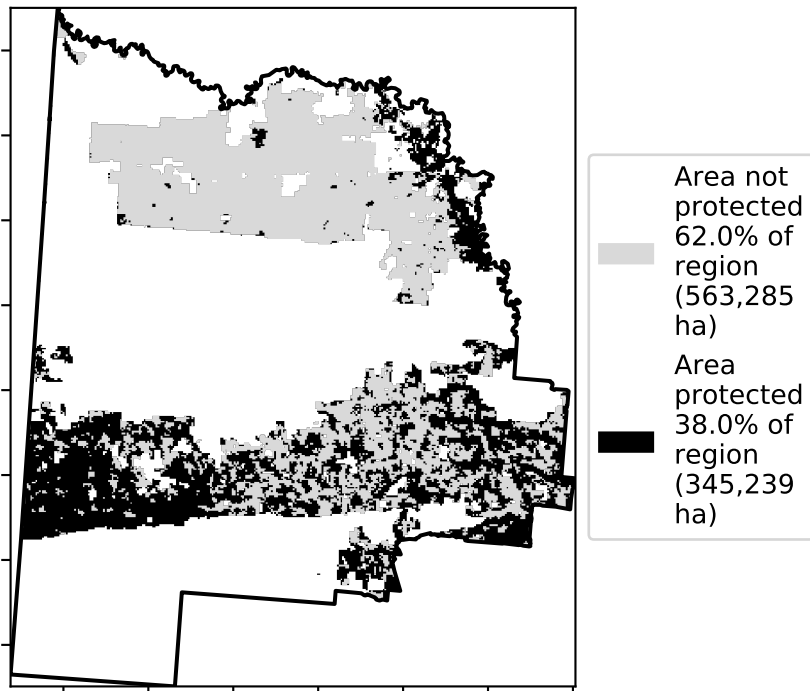 Area not
protected
62.0% of
region
(563,285
ha)
Area
protected
38.0% of
region
(345,239
ha)